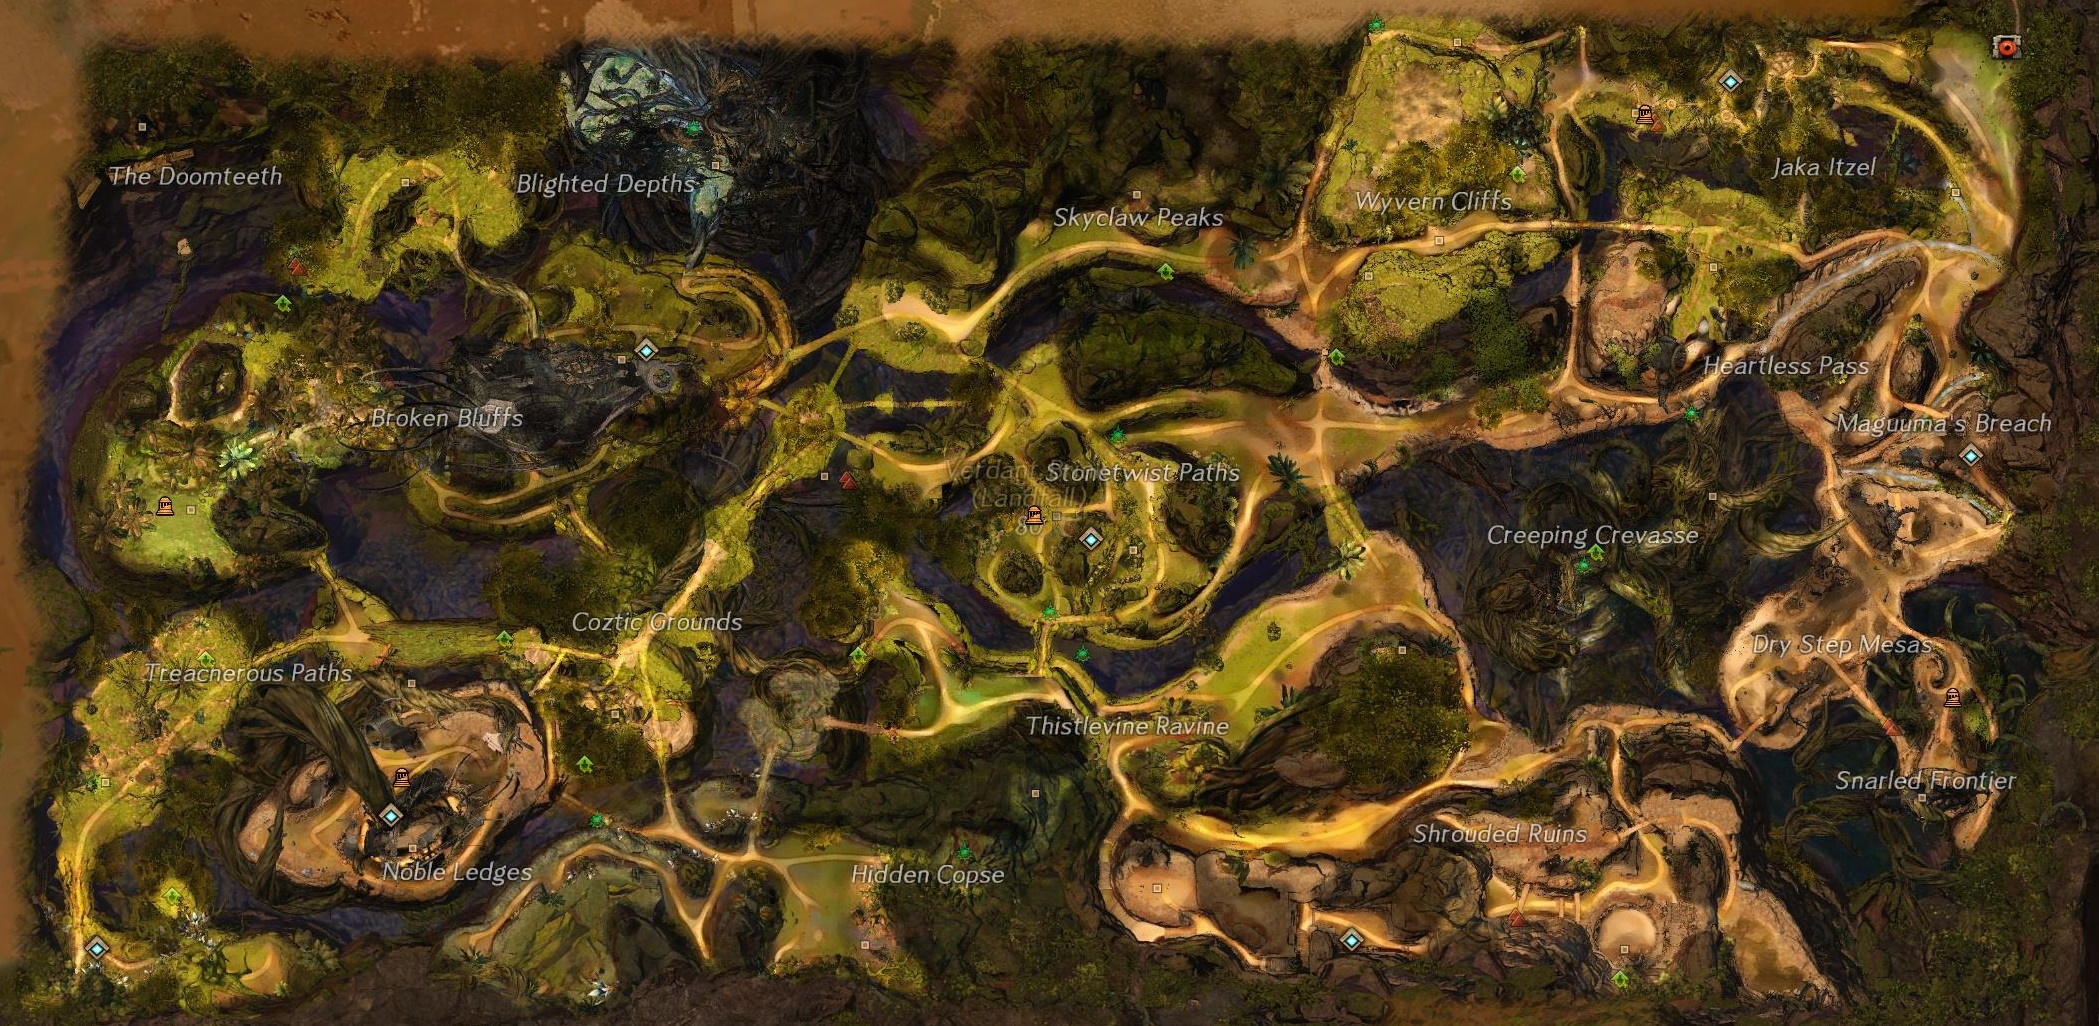 Jaka Itzel
The Doomteeth
Blighted Depths
Wyvern Cliffs
Skyclaw Peaks
Heartless Pass
Broken Bluffs
Maguuma's Breach
Verdant
Stonetwist Paths
(Landfall)
80
Creeping Crevasse
Coztic Grounds
Dry Step Mesas
Treacherous Paths
Thistlevine Ravine
Snarled Frontier
Shrouded Ruins
Noble Ledges
Hidden Copse